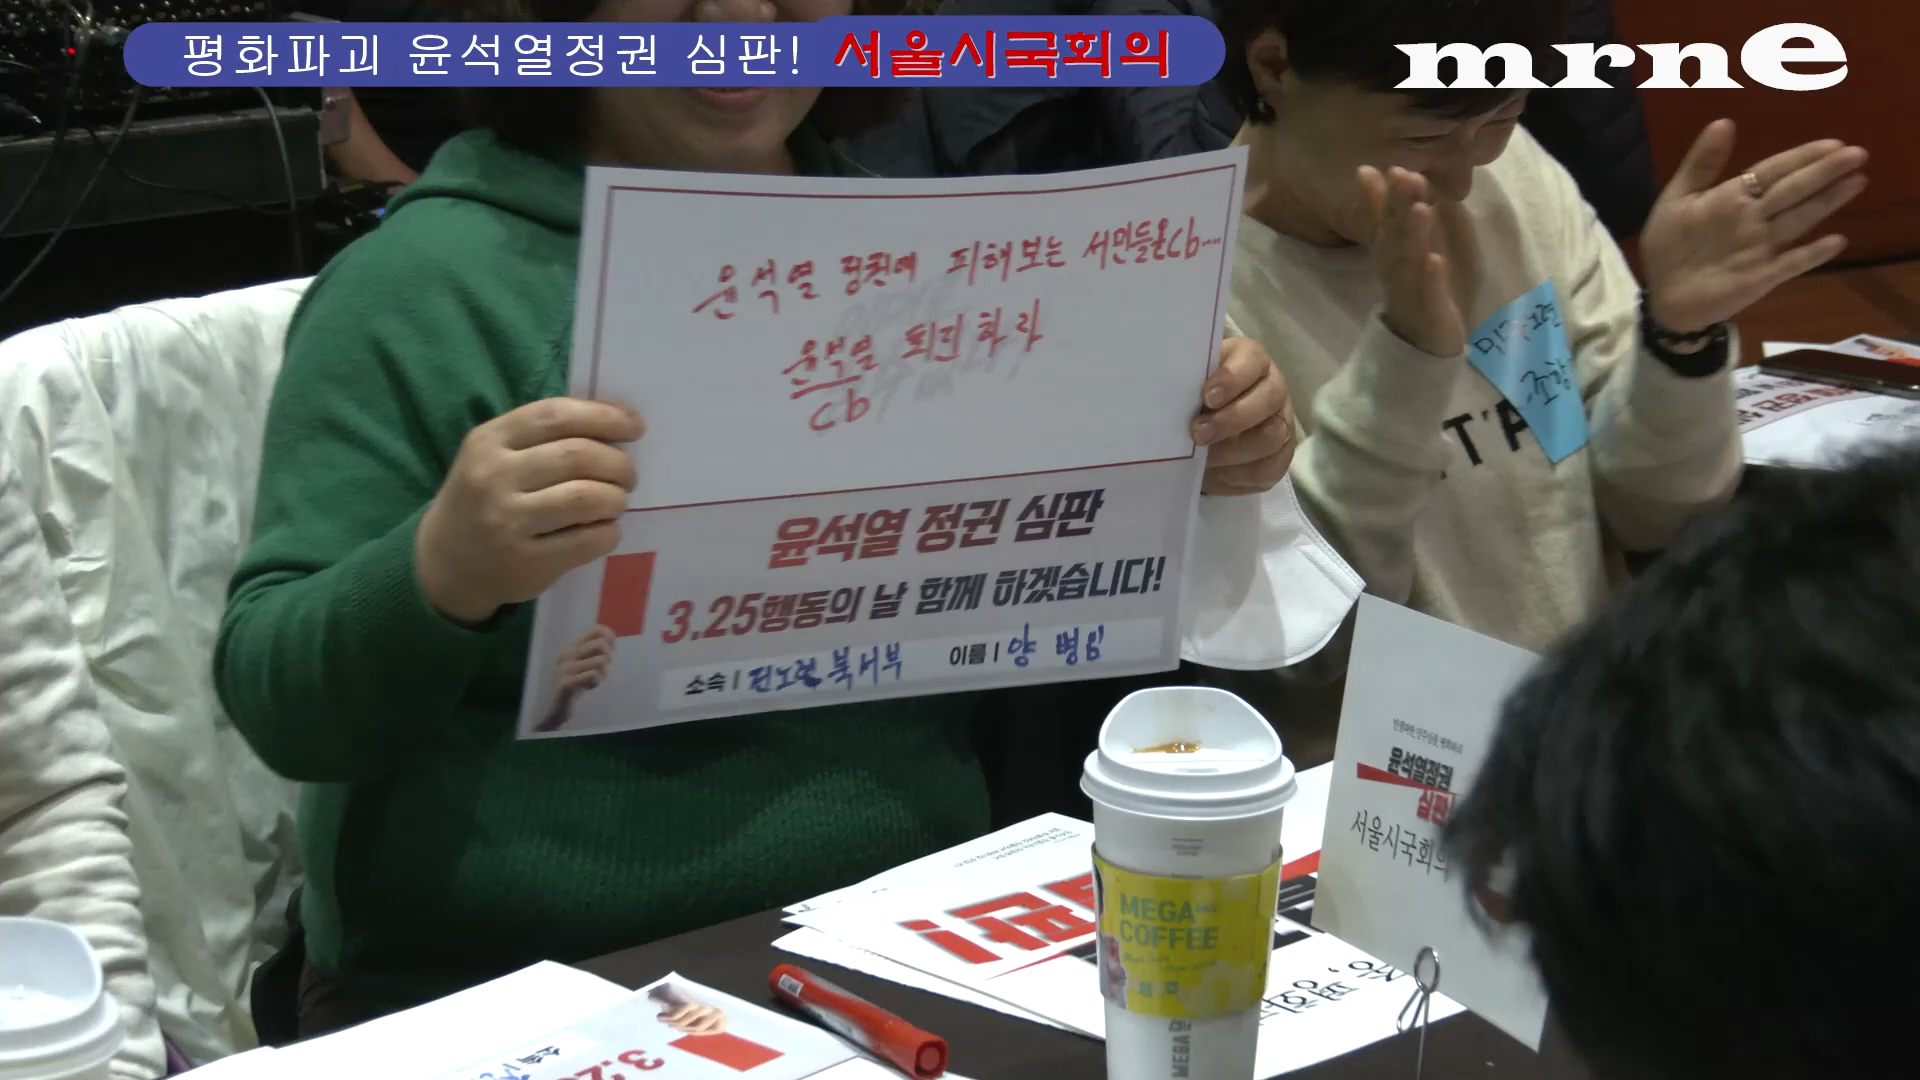 평화파괴 윤석열정권 심판! 서울시국회의
mrne
윤석열 정권에 피해보는 서민들은cb....
윤석열 퇴진하라
cb
윤석열 정권 심판
3.25행동의 날 함께 하겠습니다!
소속 | 민노련 북서부 이름 | 양병임
T'A
윤석열정권
심판
서울시국회의
MEGA
COFFEE
MEGA